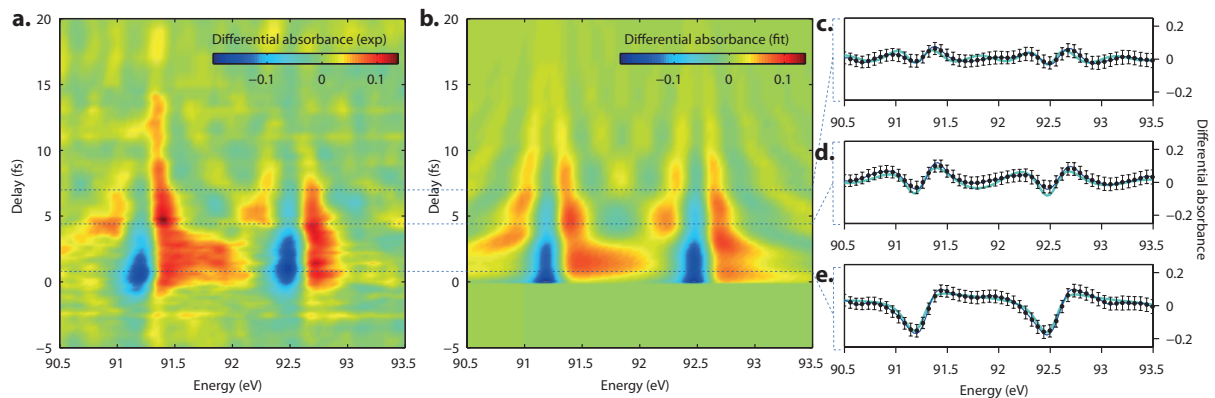 a.
Differential absorbance (exp)
−0.1 0 0.1
20
15
10
5
0
−5
Delay (fs)
90.5 91 91.5 92 92.5 93 93.5
Energy (eV)
b.
Differential absorbance (fit)
−0.1 0 0.1
20
15
10
5
0
−5
Delay (fs)
90.5 91 91.5 92 92.5 93 93.5
Energy (eV)
c.
0.2
0
−0.2
90.5 91 91.5 92 92.5 93 93.5
d.
0.2
0
−0.2
90.5 91 91.5 92 92.5 93 93.5
e.
0.2
0
−0.2
90.5 91 91.5 92 92.5 93 93.5
Energy (eV)
Differential absorbance